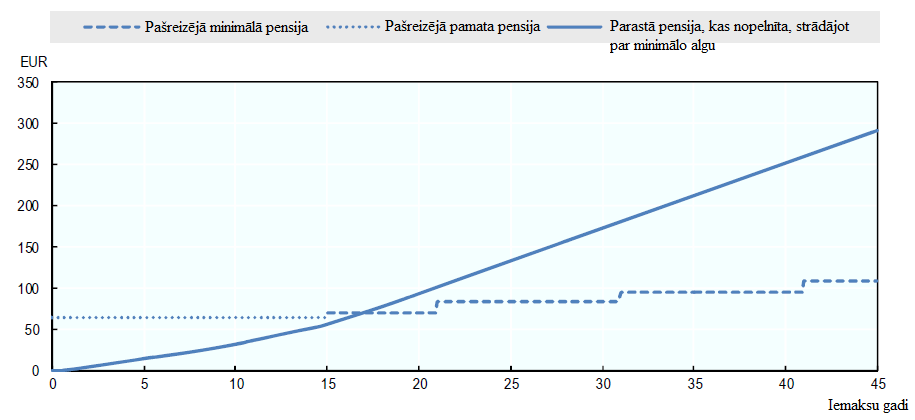 Pašreizējā minimālā pensija
Pašreizējā pamata pensija
Parastā pensija, kas nopelnīta, strādājot
par minimālo algu
EUR
350
300
250
200
150
100
50
0
0 5 10 15 20 25 30 35 40 45
Iemaksu gadi